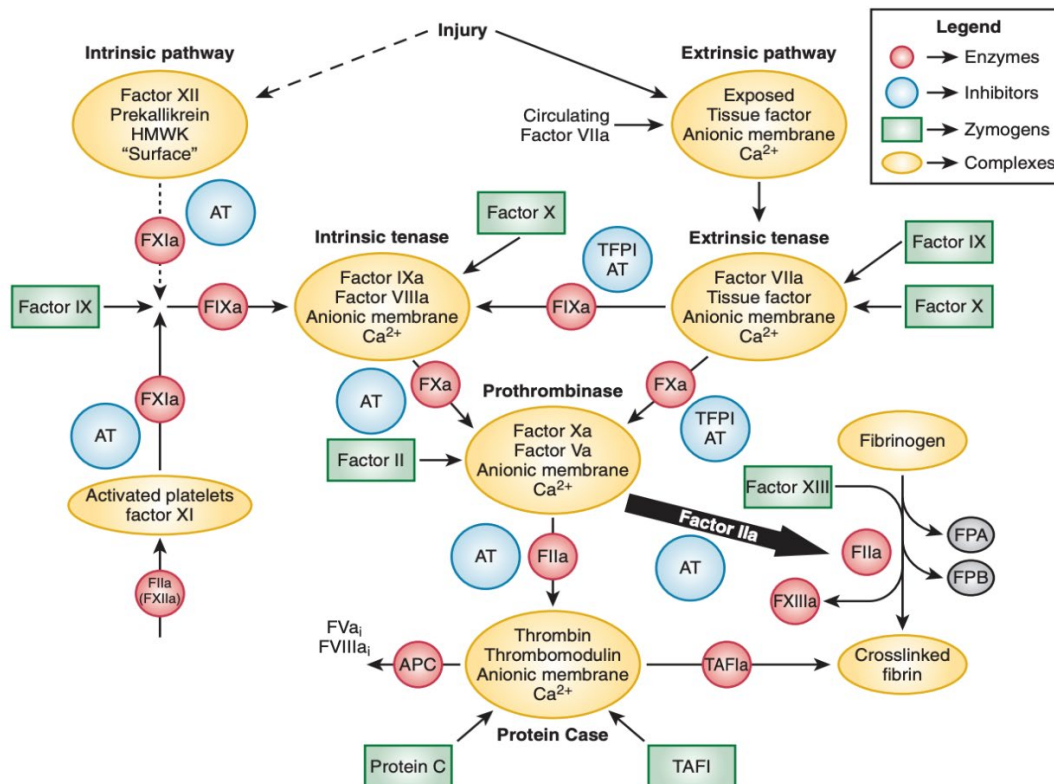 Injury
Intrinsic pathway
Extrinsic pathway
Legend
Enzymes
Inhibitors
Zymogens
Complexes
Factor XII
Prekallikrein
HMWK
“Surface”
Circulating
Factor VIIa
Exposed
Tissue factor
Anionic membrane
Ca²⁺
AT
FXIa
Factor X
Intrinsic tenase
TFPI
AT
Extrinsic tenase
Factor IX
Factor IX
FIXa
Factor IXa
Factor VIIIa
Anionic membrane
Ca²⁺
FIXa
Factor VIIa
Tissue factor
Anionic membrane
Ca²⁺
Factor X
FXIa
AT
AT
FXa
Prothrombinase
FXa
TFPI
AT
Factor II
Factor Xa
Factor Va
Anionic membrane
Ca²⁺
Fibrinogen
Activated platelets
factor XI
Factor XIII
Factor IIa
FPA
FPB
AT
FIIa
AT
FIIa
FXIIIa
FIIa
(FXIIa)
FVaᵢ
FVIIIaᵢ
APC
Thrombin
Thrombomodulin
Anionic membrane
Ca²⁺
TAFIa
Crosslinked
fibrin
Protein Case
Protein C
TAFI